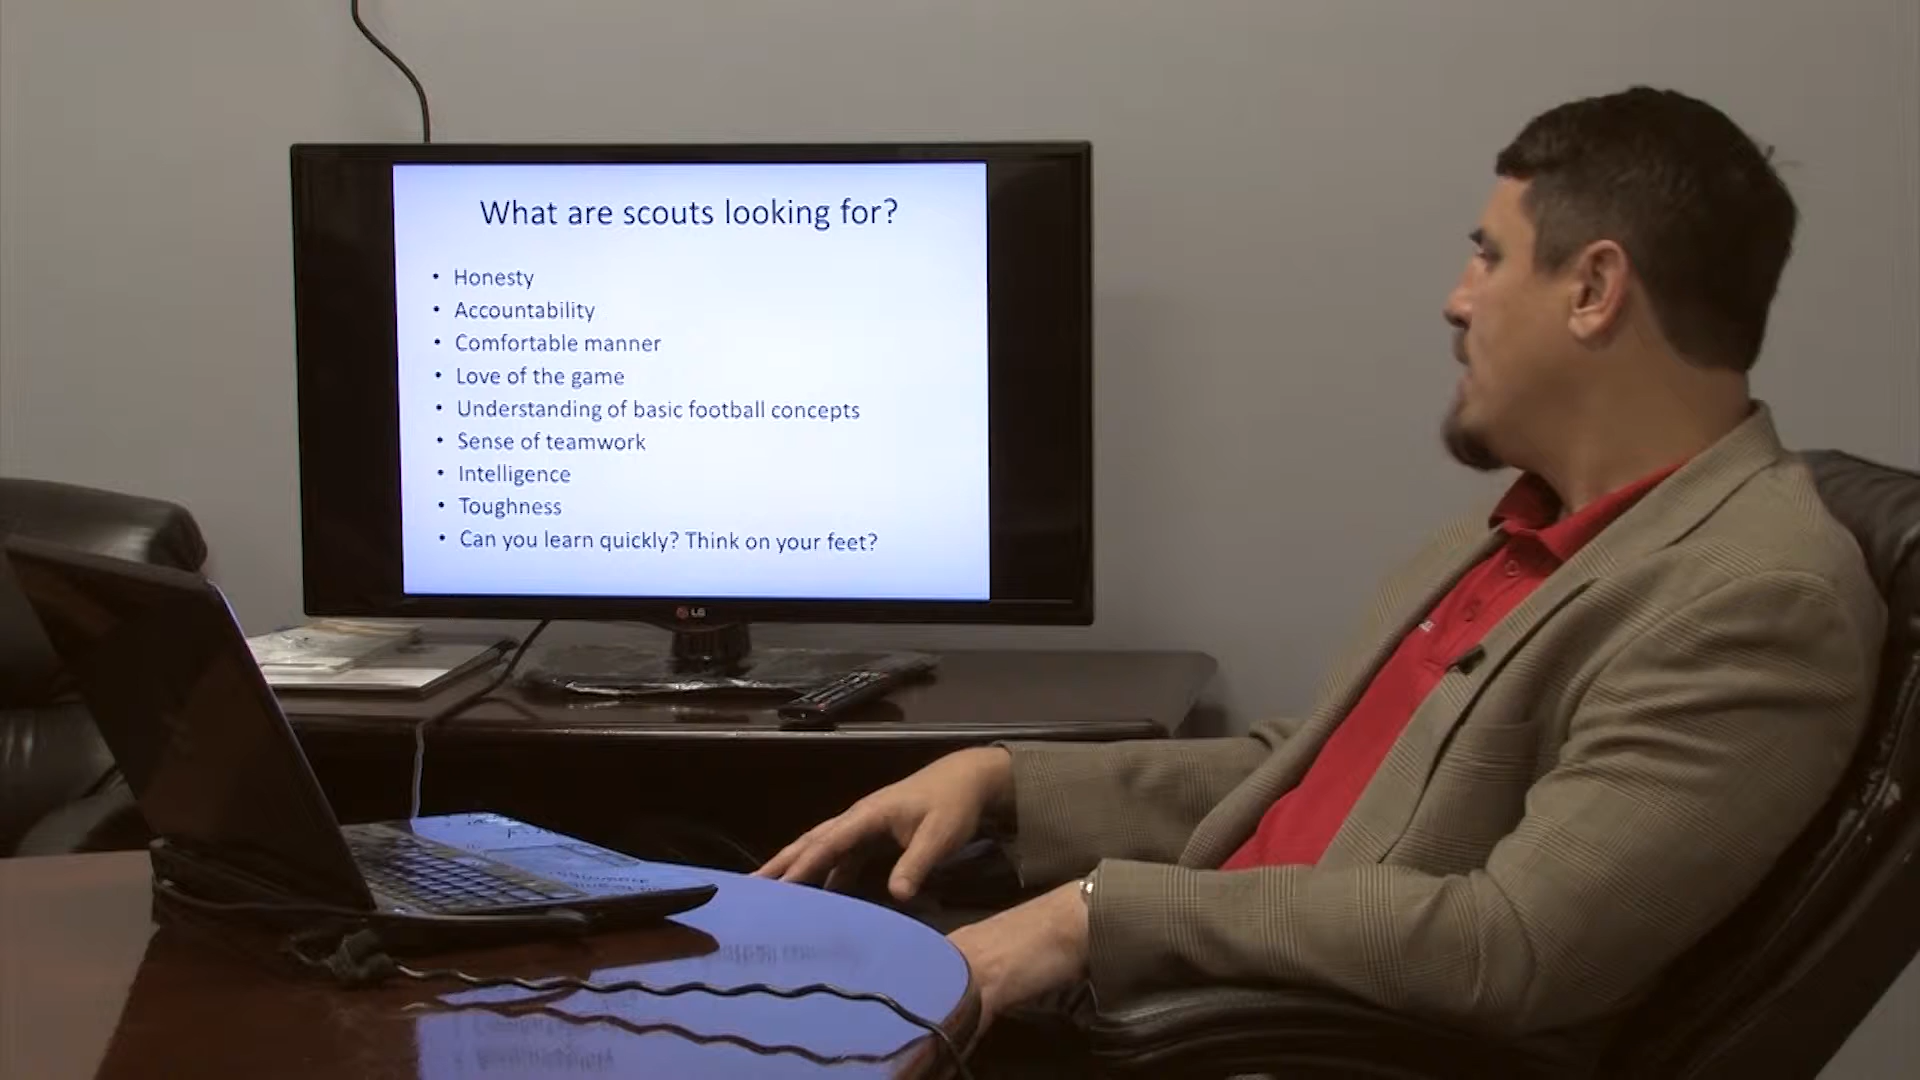 What are scouts looking for?
• Honesty
• Accountability
• Comfortable manner
• Love of the game
• Understanding of basic football concepts
• Sense of teamwork
• Intelligence
• Toughness
• Can you learn quickly? Think on your feet?
LG